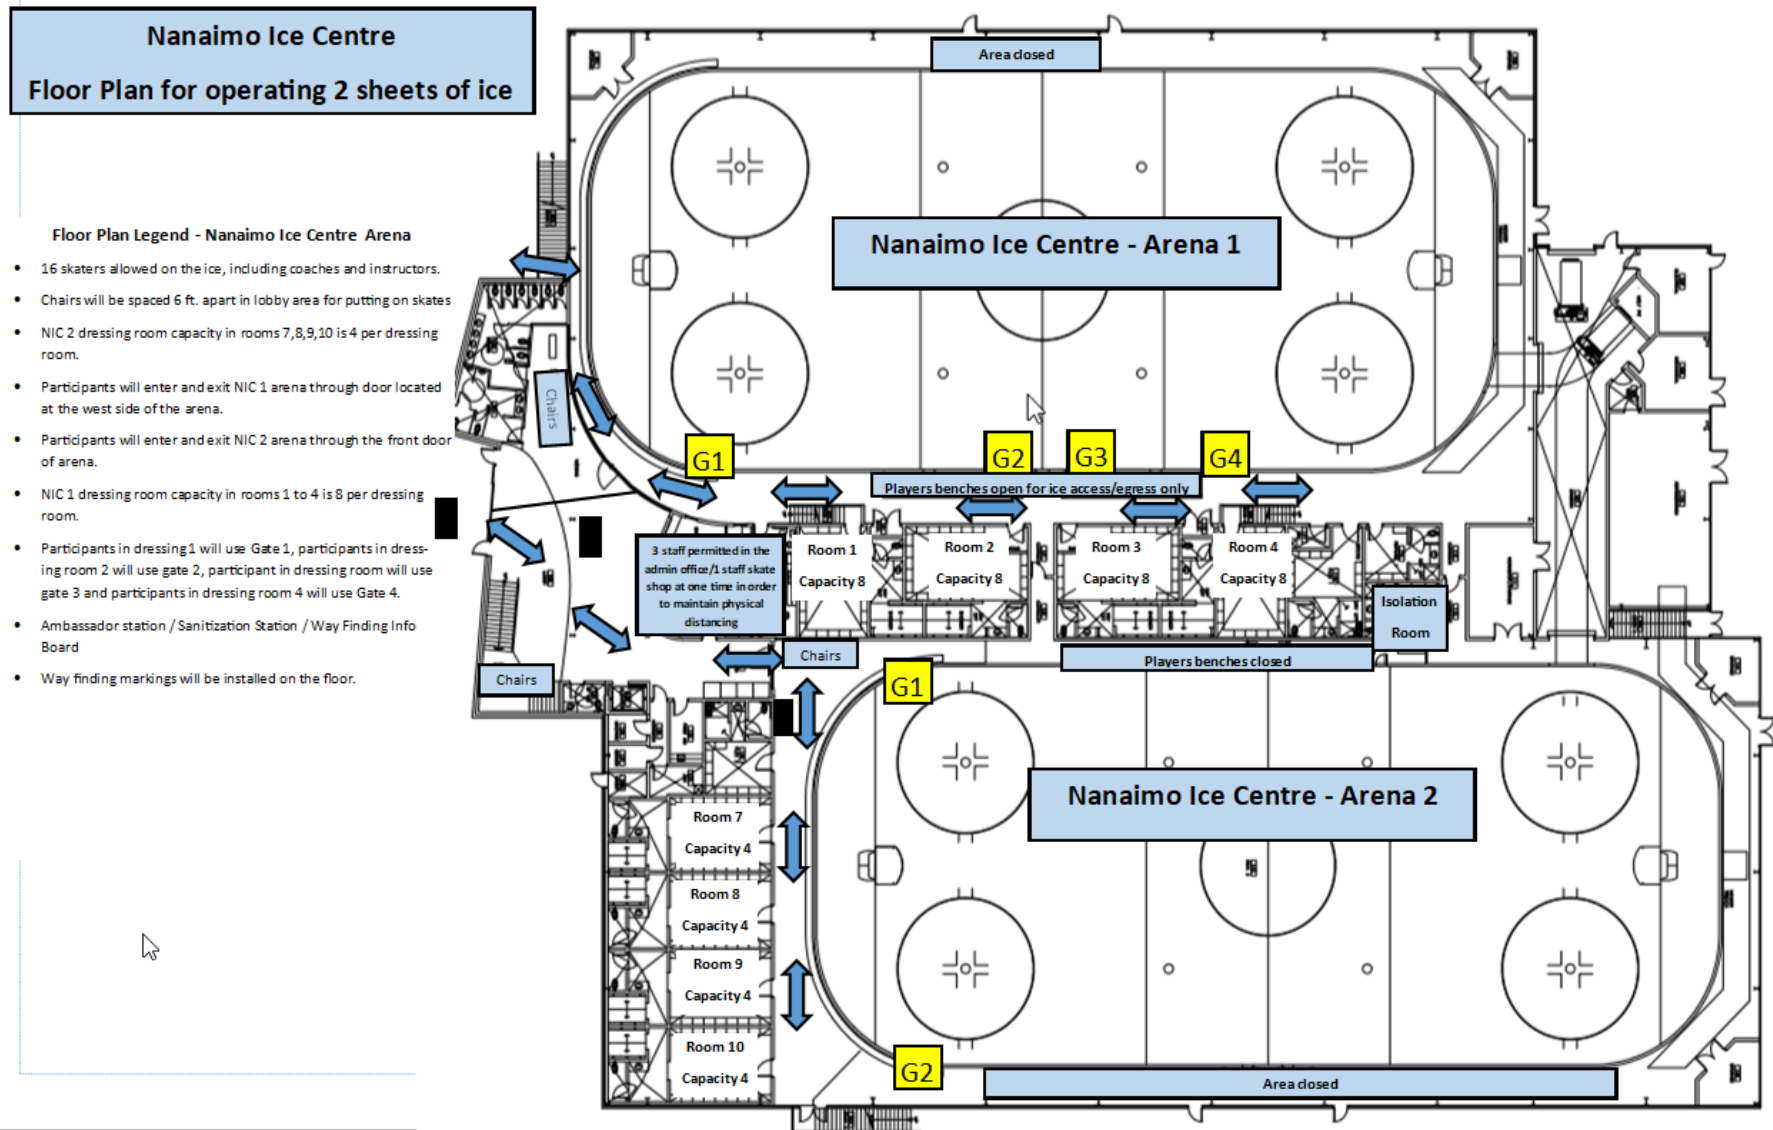 Nanaimo Ice Centre
Floor Plan for operating 2 sheets of ice
Floor Plan Legend - Nanaimo Ice Centre Arena
• 16 skaters allowed on the ice, including coaches and instructors.
• Chairs will be spaced 6 ft. apart in lobby area for putting on skates
• NIC 2 dressing room capacity in rooms 7,8,9,10 is 4 per dressing
room.
• Participants will enter and exit NIC 1 arena through door located
at the west side of the arena.
• Participants will enter and exit NIC 2 arena through the front door
of arena.
• NIC 1 dressing room capacity in rooms 1 to 4 is 8 per dressing
room.
• Participants in dressing 1 will use Gate 1, participants in dress-
ing room 2 will use gate 2, participant in dressing room will use
gate 3 and participants in dressing room 4 will use Gate 4.
• Ambassador station / Sanitization Station / Way Finding Info
Board
• Way finding markings will be installed on the floor.
Area closed
Nanaimo Ice Centre - Arena 1
Chairs
G1
G2
G3
G4
Players benches open for ice access/egress only
3 staff permitted in the
admin office/1 staff skate
shop at one time in order
to maintain physical
distancing
Room 1
Capacity 8
Room 2
Capacity 8
Room 3
Capacity 8
Room 4
Capacity 8
Isolation
Room
Chairs
Chairs
Players benches closed
G1
Nanaimo Ice Centre - Arena 2
Room 7
Capacity 4
Room 8
Capacity 4
Room 9
Capacity 4
Room 10
Capacity 4
G2
Area closed